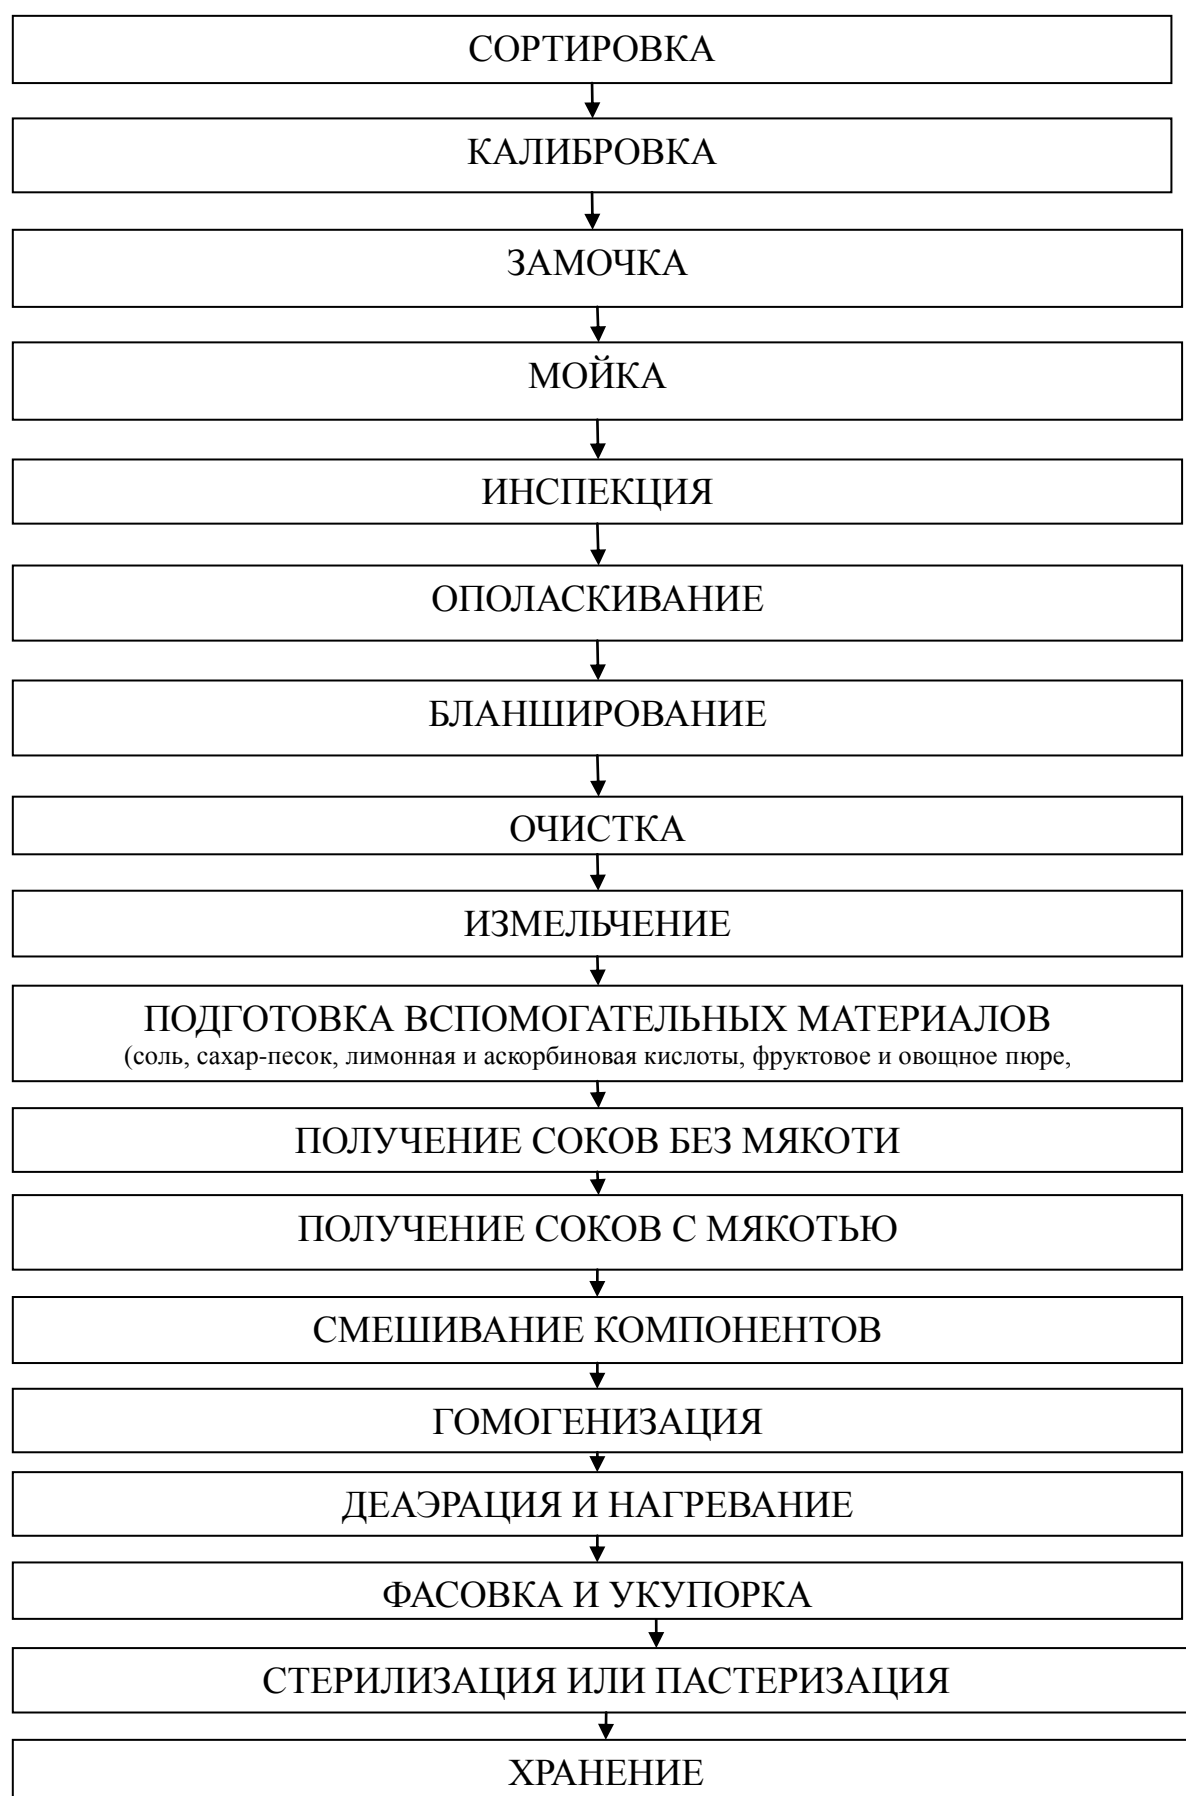 СОРТИРОВКА
КАЛИБРОВКА
ЗАМОЧКА
МОЙКА
ИНСПЕКЦИЯ
ОПОЛАСКИВАНИЕ
БЛАНШИРОВАНИЕ
ОЧИСТКА
ИЗМЕЛЬЧЕНИЕ
ПОДГОТОВКА ВСПОМОГАТЕЛЬНЫХ МАТЕРИАЛОВ
(соль, сахар-песок, лимонная и аскорбиновая кислоты, фруктовое и овощное пюре,
ПОЛУЧЕНИЕ СОКОВ БЕЗ МЯКОТИ
ПОЛУЧЕНИЕ СОКОВ С МЯКОТЬЮ
СМЕШИВАНИЕ КОМПОНЕНТОВ
ГОМОГЕНИЗАЦИЯ
ДЕАЭРАЦИЯ И НАГРЕВАНИЕ
ФАСОВКА И УКУПОРКА
СТЕРИЛИЗАЦИЯ ИЛИ ПАСТЕРИЗАЦИЯ
ХРАНЕНИЕ